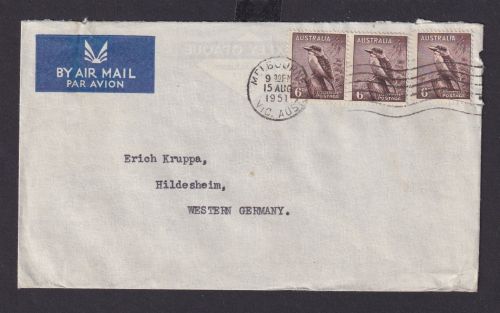 BY AIR MAIL
PAR AVION
MELBOURNE
9 30PM
15 AUG
1951
VIC. AUST
AUSTRALIA
6D
POSTAGE
AUSTRALIA
6D
POSTAGE
AUSTRALIA
6D
POSTAGE
Erich Kruppa,
Hildesheim,
WESTERN GERMANY.